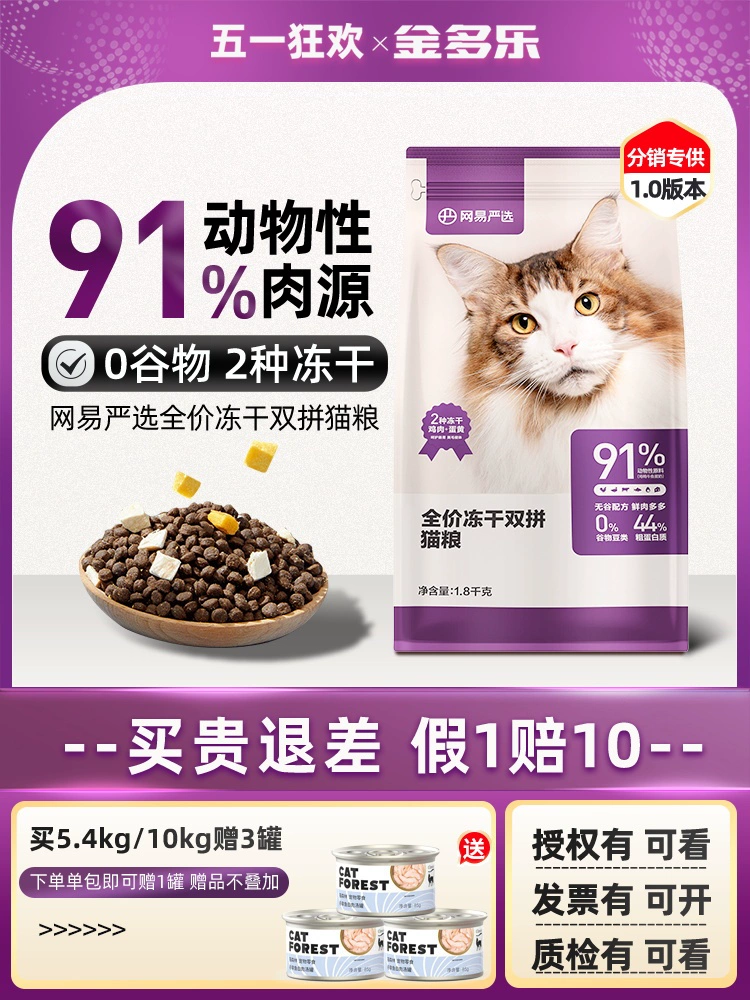 五一狂欢×金多乐
分销专供
1.0版本
91%
动物性
肉源
0谷物 2种冻干
网易严选全价冻干双拼猫粮
网易严选
2种冻干
鸡肉+蛋黄
91%
动物性原料
无谷配方 鲜肉多多
0% 44%
谷物豆类 粗蛋白质
全价冻干双拼
猫粮
净含量:1.8千克
--买贵退差 假1赔10--
买5.4kg/10kg赠3罐
下单单包即可赠1罐 赠品不叠加
>>>>>>
送
CAT
FOREST
CAT
FOREST
CAT
FOREST
授权有 可看
发票有 可开
质检有 可看